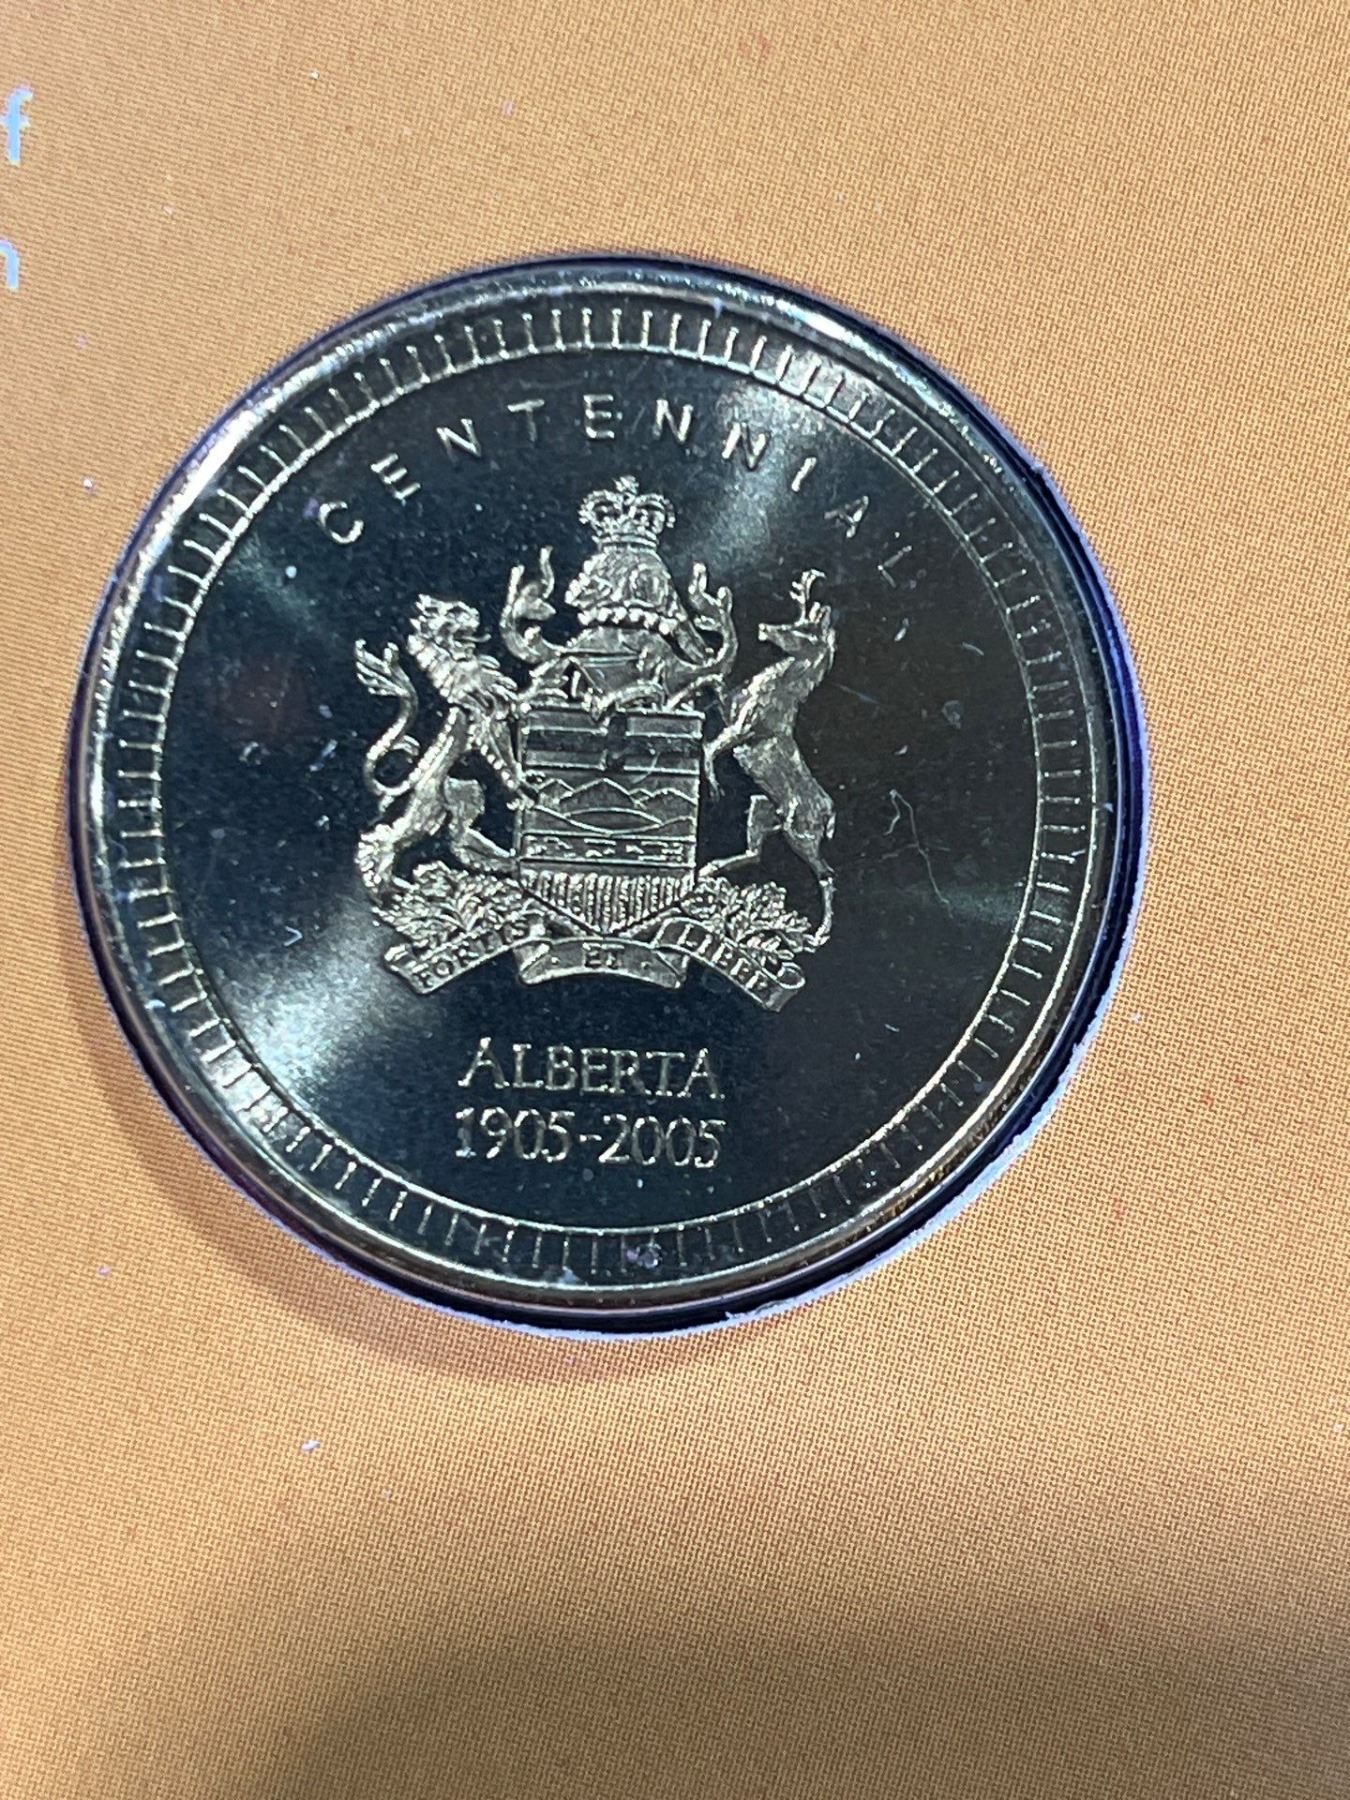 f
n
CENTENNIAL
FORTIS ET LIBER
ALBERTA
1905-2005